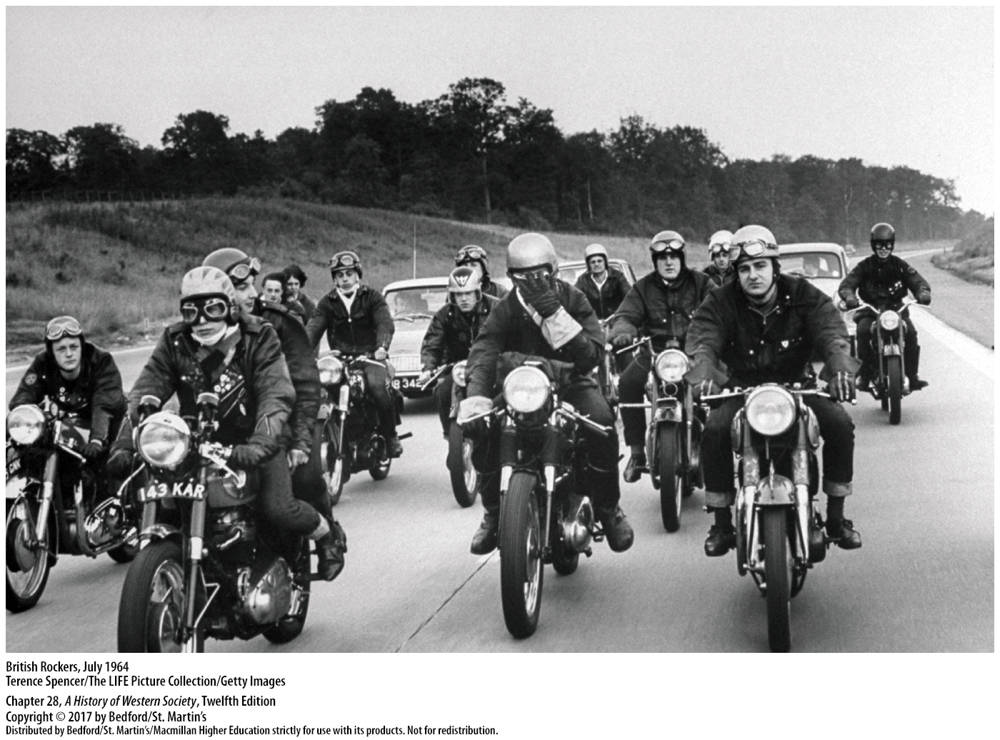 GNK
143 KAR
B 342
British Rockers, July 1964
Terence Spencer/The LIFE Picture Collection/Getty Images
Chapter 28, A History of Western Society, Twelfth Edition
Copyright © 2017 by Bedford/St. Martin's
Distributed by Bedford/St. Martin's/Macmillan Higher Education strictly for use with its products. Not for redistribution.